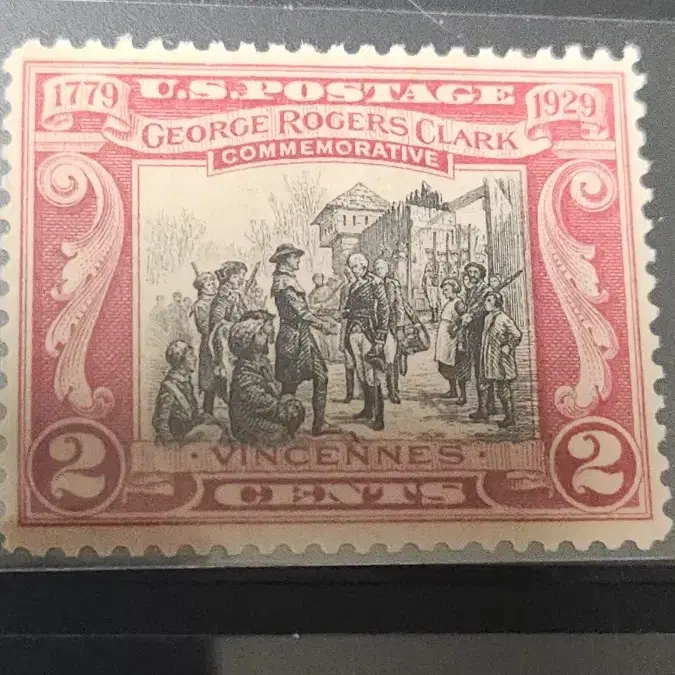 1779 U.S. POSTAGE 1929
GEORGE ROGERS CLARK
COMMEMORATIVE
· VINCENNES ·
2 CENTS 2